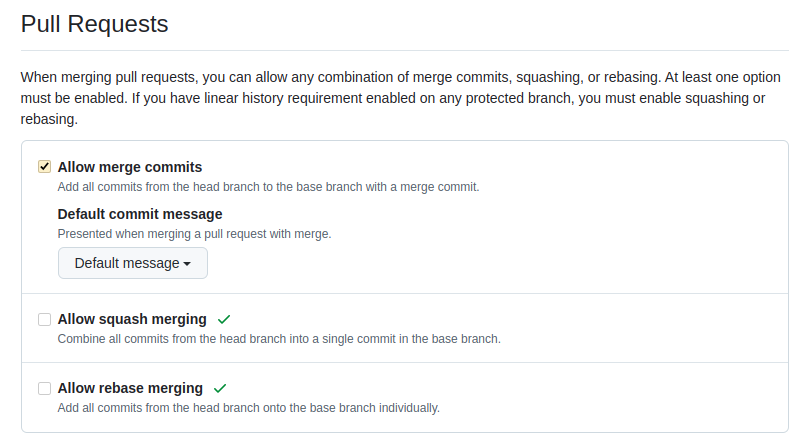 Pull Requests
When merging pull requests, you can allow any combination of merge commits, squashing, or rebasing. At least one option
must be enabled. If you have linear history requirement enabled on any protected branch, you must enable squashing or
rebasing.
Allow merge commits
Add all commits from the head branch to the base branch with a merge commit.
Default commit message
Presented when merging a pull request with merge.
Default message
Allow squash merging
Combine all commits from the head branch into a single commit in the base branch.
Allow rebase merging
Add all commits from the head branch onto the base branch individually.